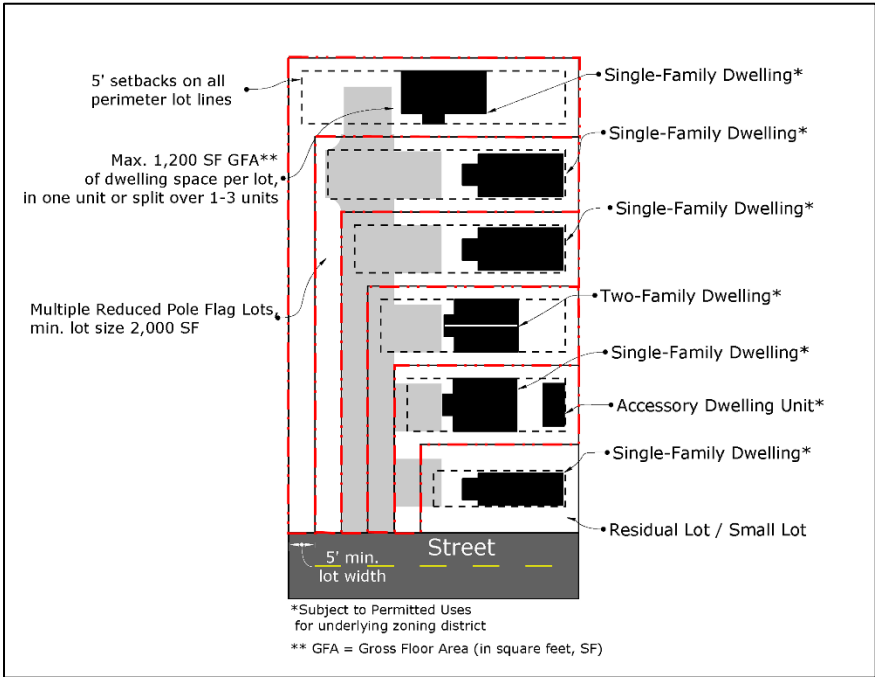 5' setbacks on all
perimeter lot lines
Single-Family Dwelling*
Single-Family Dwelling*
Max. 1,200 SF GFA**
of dwelling space per lot,
in one unit or split over 1-3 units
Single-Family Dwelling*
Multiple Reduced Pole Flag Lots,
min. lot size 2,000 SF
Two-Family Dwelling*
Single-Family Dwelling*
Accessory Dwelling Unit*
Single-Family Dwelling*
Residual Lot / Small Lot
Street
5' min.
lot width
*Subject to Permitted Uses
for underlying zoning district
** GFA = Gross Floor Area (in square feet, SF)